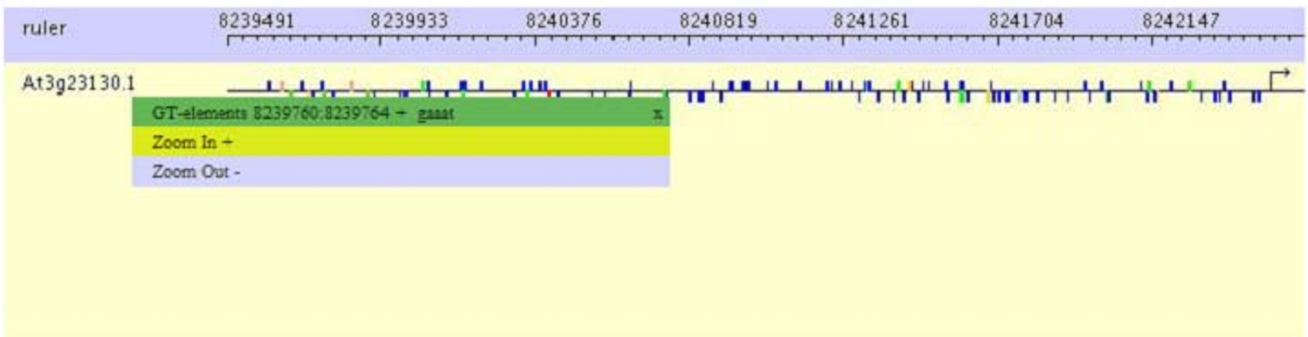 ruler 8239491 8239933 8240376 8240819 8241261 8241704 8242147
At3g23130.1
GT-elements 8239760:8239764 + gaaat x
Zoom In +
Zoom Out -